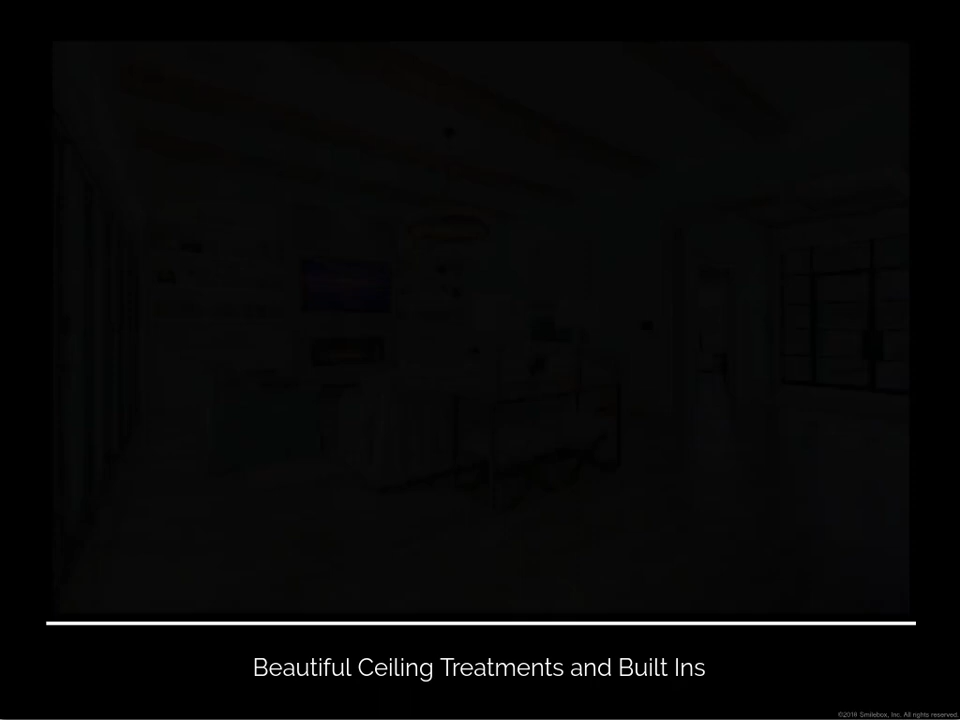 Beautiful Ceiling Treatments and Built Ins
©2018 Smilebox, Inc. All rights reserved.